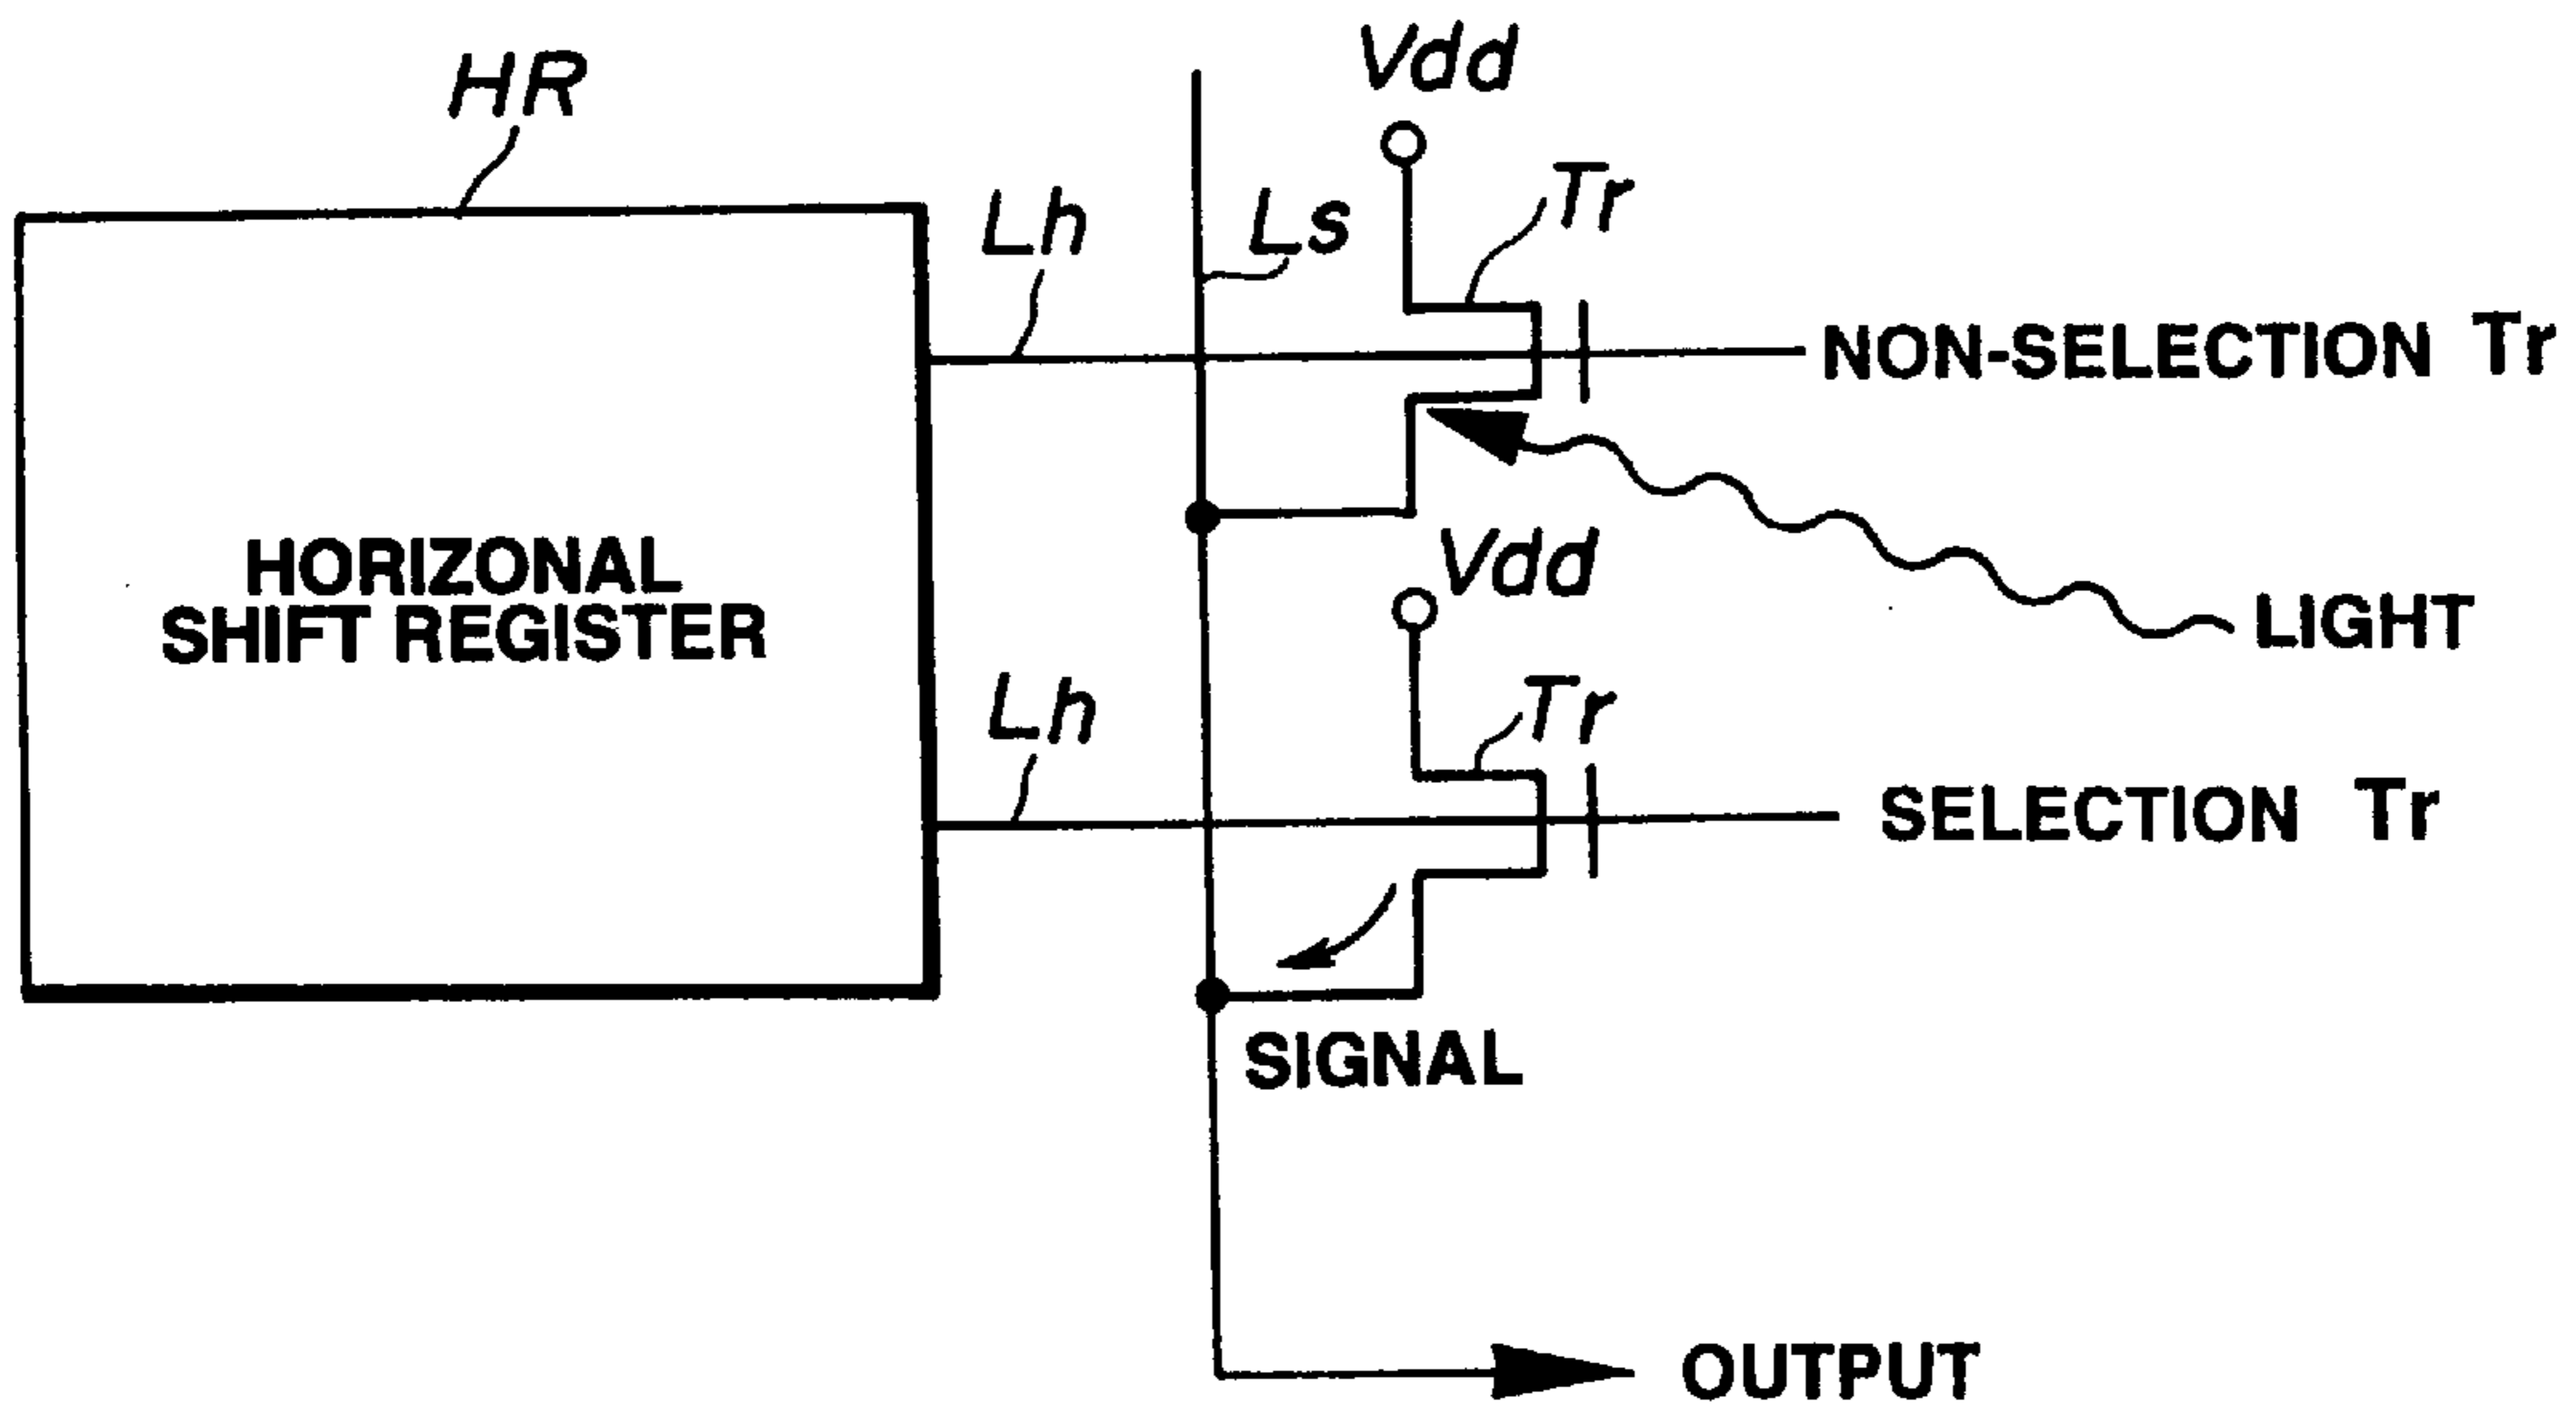 HR
Vdd
Lh
Ls
Tr
NON-SELECTION Tr
HORIZONAL
SHIFT REGISTER
Vdd
LIGHT
Lh
Tr
SELECTION Tr
SIGNAL
OUTPUT